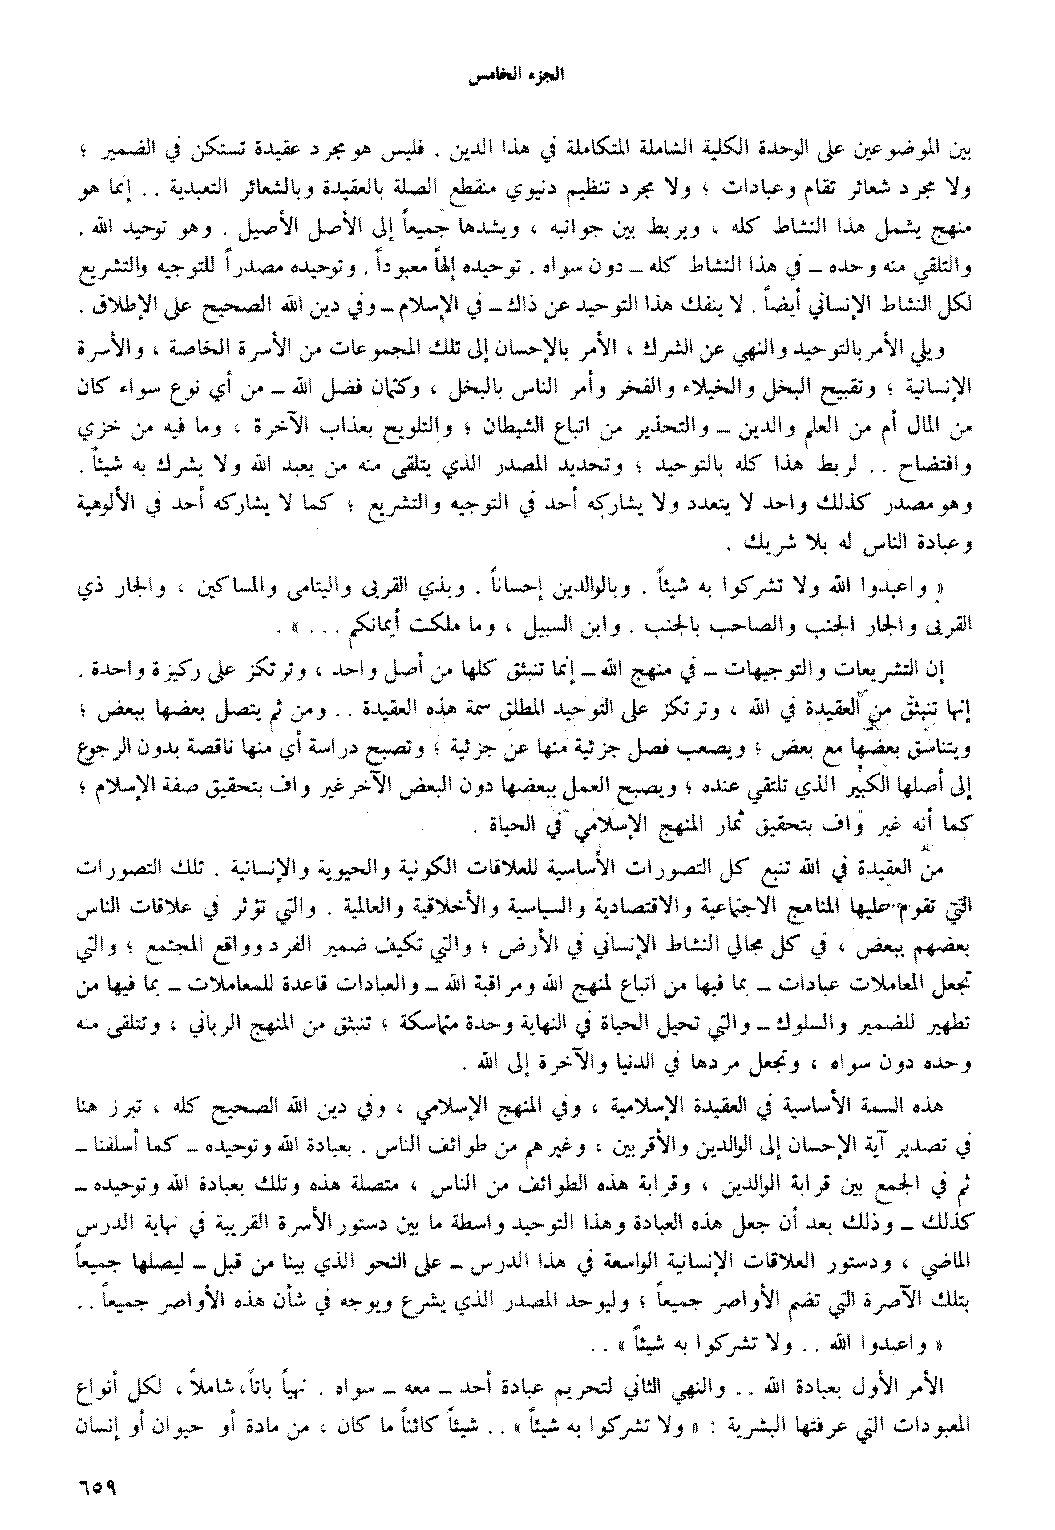 الجزء الخامس
بين الموضوعين على الوحدة الكلية الشاملة المتكاملة في هذا الدين . فليس هو مجرد عقيدة تستكن في الضمير ؛
ولا مجرد شعائر تقام وعبادات ؛ ولا مجرد تنظيم دنيوي منقطع الصلة بالعقيدة وبالشعائر التعبدية .. إنما هو
منهج يشمل هذا النشاط كله ، ويربط بين جوانبه ، ويشدها جميعاً إلى الأصل الأصيل . وهو توحيد الله .
والتلقي منه وحده – في هذا النشاط كله – دون سواه . توحيده إلهاً معبوداً . وتوحيده مصدراً للتوجيه والتشريع
لكل النشاط الإنساني أيضاً . لا ينفك هذا التوحيد عن ذاك – في الإسلام – وفي دين الله الصحيح على الإطلاق .
ويلي الأمر بالتوحيد والنهي عن الشرك ، الأمر بالإحسان إلى تلك المجموعات من الأسرة الخاصة ، والأسرة
الإنسانية ؛ وتقبيح البخل والخيلاء والفخر وأمر الناس بالبخل ، وكتمان فضل الله – من أي نوع سواء كان
من المال أم من العلم والدين – والتحذير من اتباع الشيطان ؛ والتلويح بعذاب الآخرة ، وما فيه من خزي
وافتضاح .. لربط هذا كله بالتوحيد ؛ وتحديد المصدر الذي يتلقى منه من يعبد الله ولا يشرك به شيئاً .
وهو مصدر كذلك واحد لا يتعدد ولا يشاركه أحد في التوجيه والتشريع ؛ كما لا يشاركه أحد في الألوهية
وعبادة الناس له بلا شريك .
« واعبدوا الله ولا تشركوا به شيئاً . وبالوالدين إحساناً . وبذي القربى واليتامى والمساكين ، والجار ذي
القربى والجار الجنب والصاحب بالجنب . وابن السبيل ، وما ملكت أيمانكم ... » .
إن التشريعات والتوجيهات – في منهج الله – إنما تنبثق كلها من أصل واحد ، وترتكز على ركيزة واحدة .
إنها تنبثق من العقيدة في الله ، وترتكز على التوحيد المطلق سمة هذه العقيدة .. ومن ثم يتصل بعضها ببعض ؛
ويتناسق بعضها مع بعض ؛ ويصعب فصل جزئية منها عن جزئية ؛ وتصبح دراسة أي منها ناقصة بدون الرجوع
إلى أصلها الكبير الذي تلتقي عنده ؛ ويصبح العمل ببعضها دون البعض الآخر غير واف بتحقيق صفة الإسلام ؛
كما أنه غير واف بتحقيق ثمار المنهج الإسلامي في الحياة .
من العقيدة في الله تنبع كل التصورات الأساسية للعلاقات الكونية والحيوية والإنسانية . تلك التصورات
التي تقوم عليها المناهج الاجتماعية والاقتصادية والسياسية والأخلاقية والعالمية . والتي تؤثر في علاقات الناس
بعضهم ببعض ، في كل مجالي النشاط الإنساني في الأرض ؛ والتي تكيف ضمير الفرد وواقع المجتمع ؛ والتي
تجعل المعاملات عبادات – بما فيها من اتباع لمنهج الله ومراقبة الله – والعبادات قاعدة للمعاملات – بما فيها من
تطهير للضمير والسلوك – والتي تحيل الحياة في النهاية وحدة متماسكة ؛ تنبثق من المنهج الرباني ، وتتلقى منه
وحده دون سواه ، وتجعل مردها في الدنيا والآخرة إلى الله .
هذه السمة الأساسية في العقيدة الإسلامية ، وفي المنهج الإسلامي ، وفي دين الله الصحيح كله ، تبرز هنا
في تصدير آية الإحسان إلى الوالدين والأقربين ، وغيرهم من طوائف الناس . بعبادة الله وتوحيده – كما أسلفنا –
ثم في الجمع بين قرابة الوالدين ، وقرابة هذه الطوائف من الناس ، متصلة هذه وتلك بعبادة الله وتوحيده –
كذلك – وذلك بعد أن جعل هذه العبادة وهذا التوحيد واسطة ما بين دستور الأسرة القريبة في نهاية الدرس
الماضي ، ودستور العلاقات الإنسانية الواسعة في هذا الدرس – على النحو الذي بينا من قبل – ليصلها جميعاً
بتلك الآصرة التي تضم الأواصر جميعاً ؛ وليوحد المصدر الذي يشرع ويوجه في شأن هذه الأواصر جميعاً ..
« واعبدوا الله .. ولا تشركوا به شيئاً » ..
الأمر الأول بعبادة الله .. والنهي الثاني لتحريم عبادة أحد – معه – سواه . نهياً باتاً، شاملاً ، لكل أنواع
المعبودات التي عرفتها البشرية : « ولا تشركوا به شيئاً » .. شيئاً كائناً ما كان ، من مادة أو حيوان أو إنسان
٦٥٩